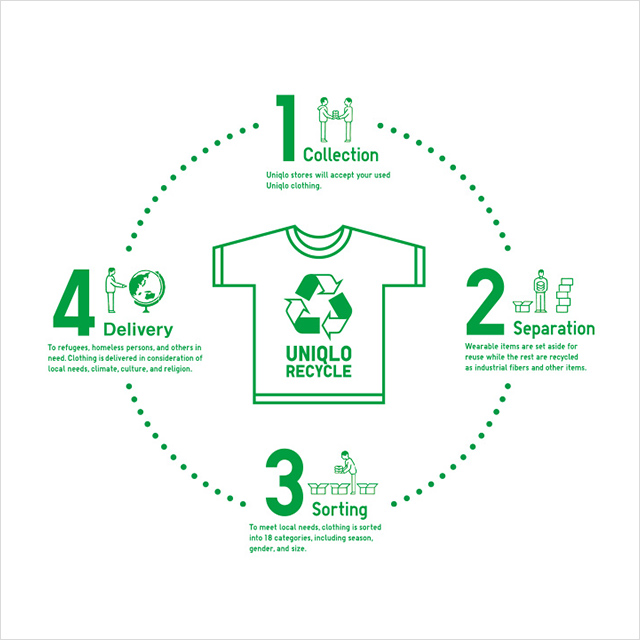 1
Collection
Uniqlo stores will accept your used
Uniqlo clothing.
2
Separation
Wearable items are set aside for
reuse while the rest are recycled
as industrial fibers and other items.
3
Sorting
To meet local needs, clothing is sorted
into 18 categories, including season,
gender, and size.
4
Delivery
To refugees, homeless persons, and others in
need. Clothing is delivered in consideration of
local needs, climate, culture, and religion.
UNIQLO
RECYCLE